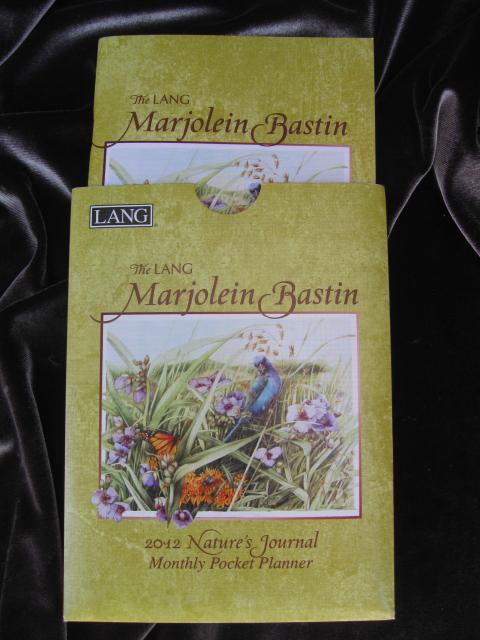 The LANG
Marjolein Bastin
LANG
The LANG
Marjolein Bastin
2012 Nature's Journal
Monthly Pocket Planner